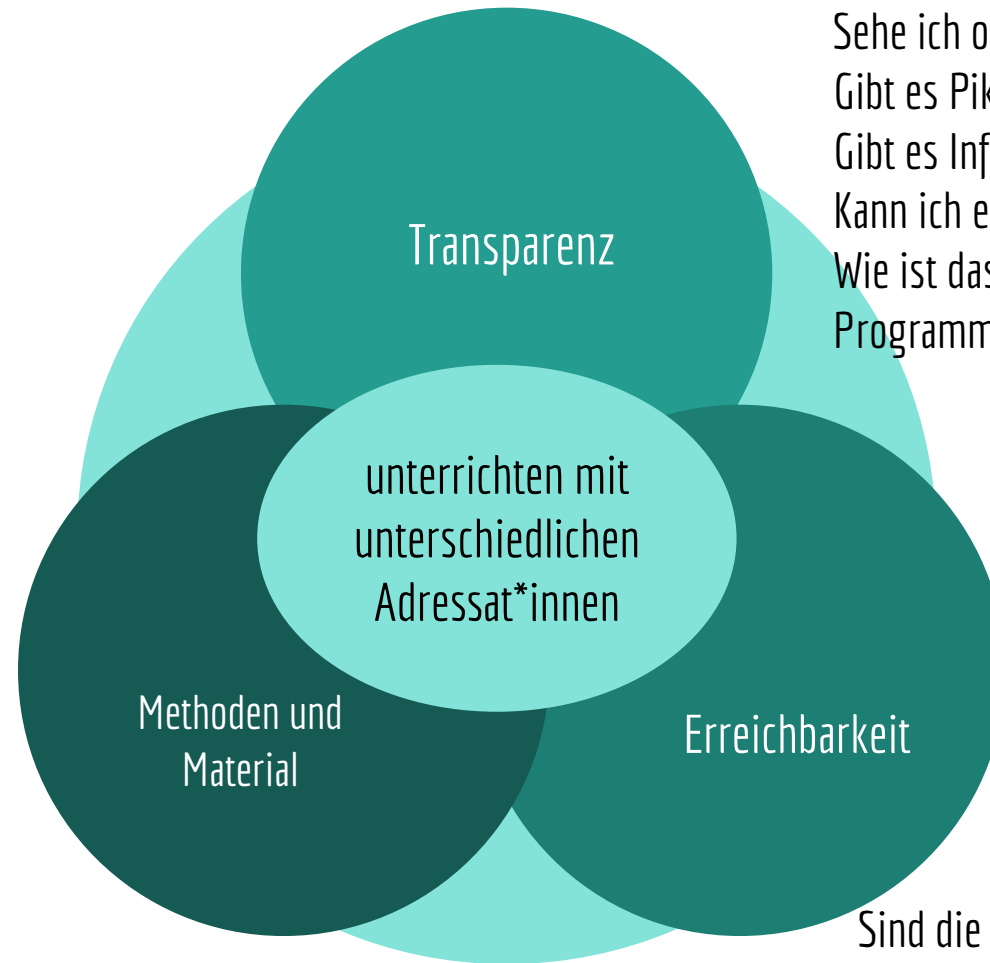 Sehe ich
Gibt es
Gibt es
Kann ich
Wie ist
Transparenz
unterrichten mit
unterschiedlichen
Adressat*innen
Methoden und
Material
Erreichbarkeit
Sind die